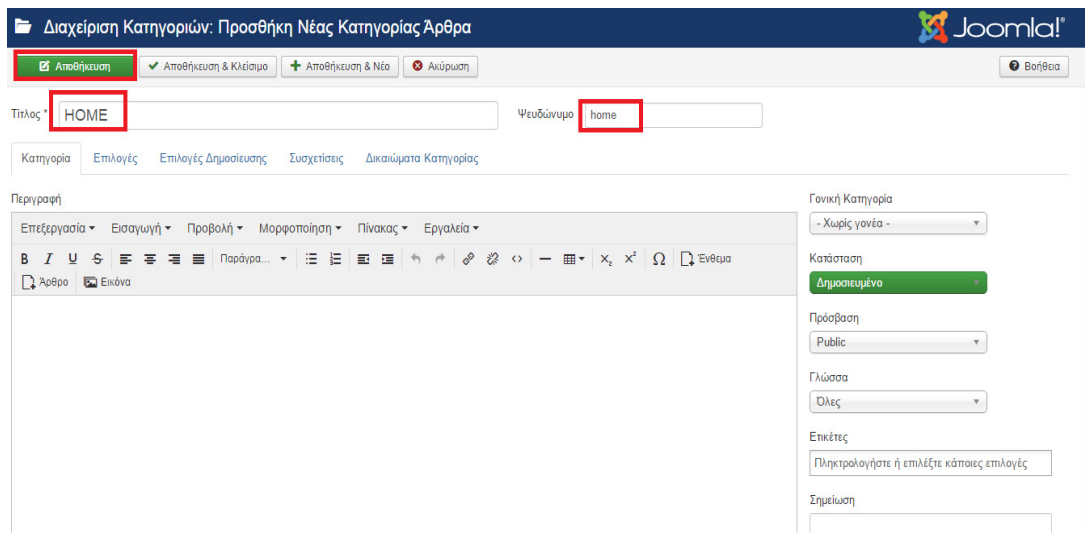 Διαχείριση Κατηγοριών: Προσθήκη Νέας Κατηγορίας Άρθρα Joomla!®
Αποθήκευση Αποθήκευση & Κλείσιμο Αποθήκευση & Νέο Ακύρωση Βοήθεια
Τίτλος * HOME Ψευδώνυμο home
Κατηγορία Επιλογές Επιλογές Δημοσίευσης Συσχετίσεις Δικαιώματα Κατηγορίας
Περιγραφή
Επεξεργασία Εισαγωγή Προβολή Μορφοποίηση Πίνακας Εργαλεία
B I U S Παράγρα... X₂ X² Ω Ένθεμα
Άρθρο Εικόνα
Γονική Κατηγορία
- Χωρίς γονέα -
Κατάσταση
Δημοσιευμένο
Πρόσβαση
Public
Γλώσσα
Όλες
Ετικέτες
Πληκτρολογήστε ή επιλέξτε κάποιες επιλογές
Σημείωση